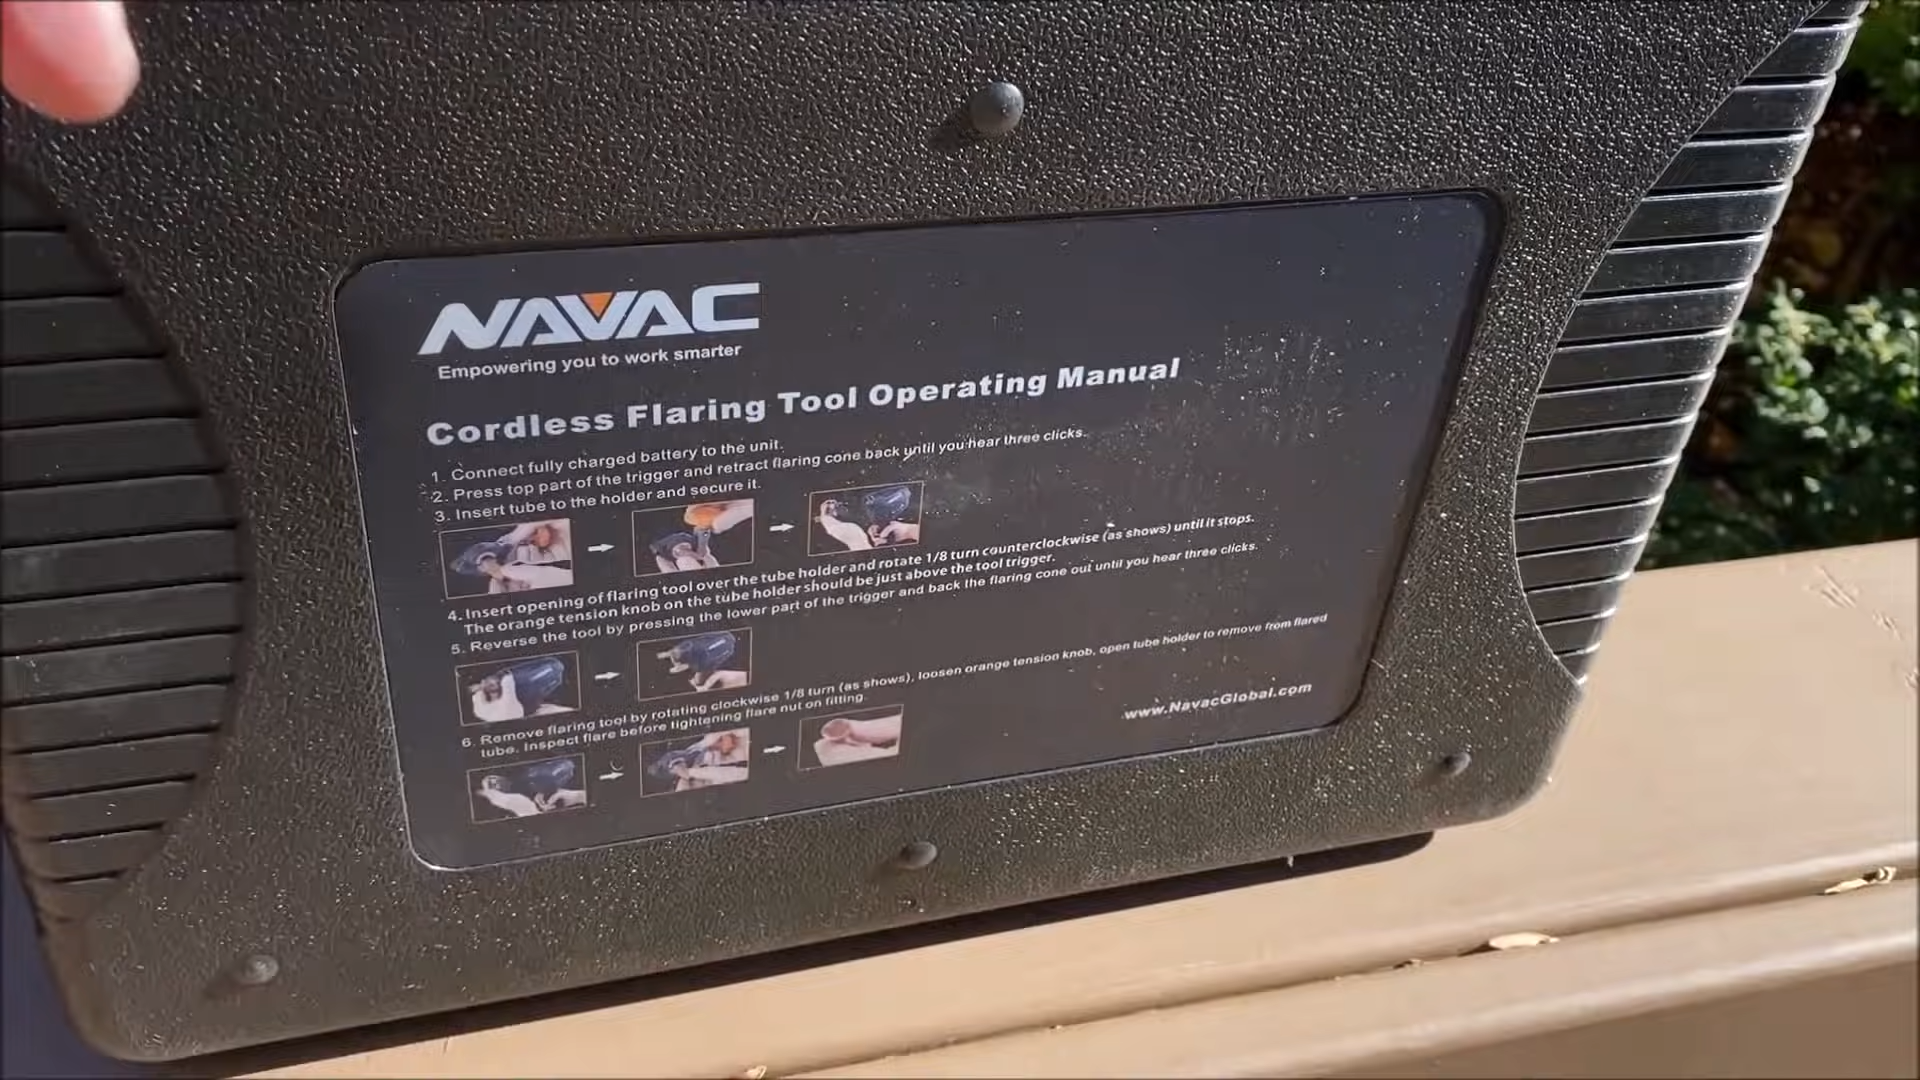 NAVAC
Empowering you to work smarter
Cordless Flaring Tool Operating Manual
1. Connect fully charged battery to the unit.
2. Press top part of the trigger and retract flaring cone back until you hear three clicks.
3. Insert tube to the holder and secure it.
4. Insert opening of flaring tool over the tube holder and rotate 1/8 turn counterclockwise (as shows) until it stops.
The orange tension knob on the tube holder should be just above the tool trigger.
5. Reverse the tool by pressing the lower part of the trigger and back the flaring cone out until you hear three clicks.
6. Remove flaring tool by rotating clockwise 1/8 turn (as shows), loosen orange tension knob, open tube holder to remove from flared
tube. Inspect flare before tightening flare nut on fitting.
www.NavacGlobal.com